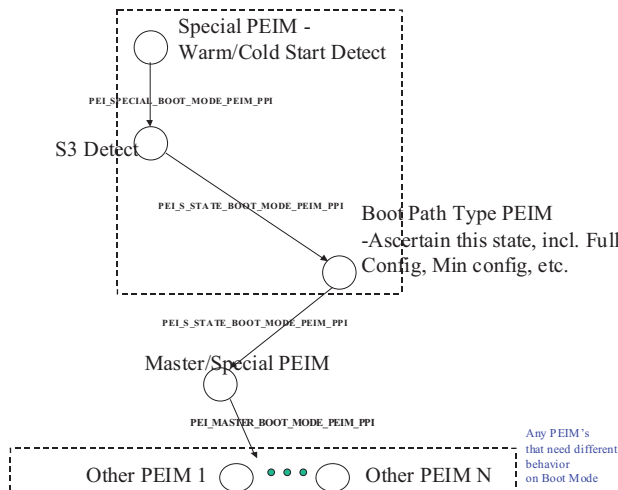 Special PEIM -
Warm/Cold Start Detect
PEI_SPECIAL_BOOT_MODE_PEIM_PPI
S3 Detect
PEI_S_STATE_BOOT_MODE_PEIM_PPI
Boot Path Type PEIM
-Ascertain this state, incl. Full
Config, Min config, etc.
PEI_S_STATE_BOOT_MODE_PEIM_PPI
Master/Special PEIM
PEI_MASTER_BOOT_MODE_PEIM_PPI
Any PEIM's
that need different
behavior
on Boot Mode
Other PEIM 1
Other PEIM N